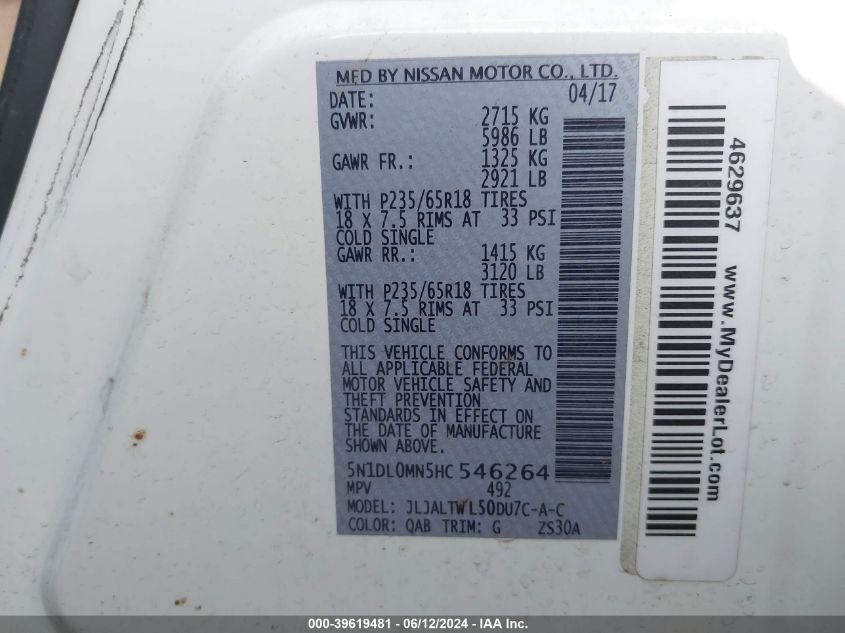 MFD BY NISSAN MOTOR CO., LTD.
DATE: 04/17
GVWR: 2715 KG
5986 LB
GAWR FR.: 1325 KG
2921 LB
WITH P235/65R18 TIRES
18 X 7.5 RIMS AT 33 PSI
COLD SINGLE
GAWR RR.: 1415 KG
3120 LB
WITH P235/65R18 TIRES
18 X 7.5 RIMS AT 33 PSI
COLD SINGLE
THIS VEHICLE CONFORMS TO
ALL APPLICABLE FEDERAL
MOTOR VEHICLE SAFETY AND
THEFT PREVENTION
STANDARDS IN EFFECT ON
THE DATE OF MANUFACTURE
SHOWN ABOVE.
5N1DL0MN5HC 546264
MPV 492
MODEL: JLJALTWL50DU7C-A-C
COLOR: QAB TRIM: G ZS30A
4629637 www.MyDealerLot.com
000-39619481 - 06/12/2024 - IAA Inc.